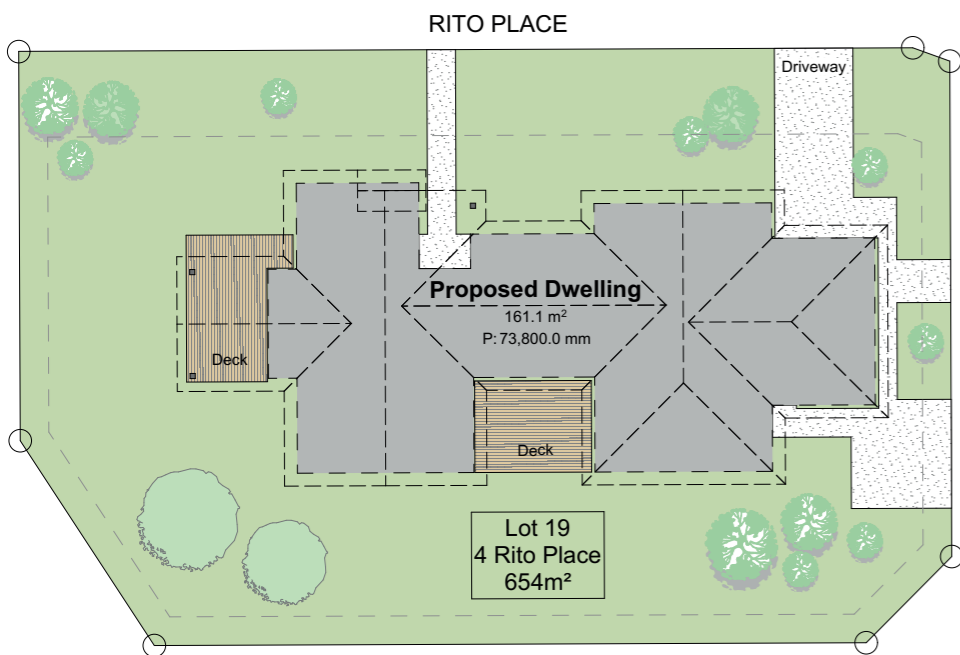 RITO PLACE
Driveway
Proposed Dwelling
161.1 m²
P: 73,800.0 mm
Deck
Deck
Lot 19
4 Rito Place
654m²